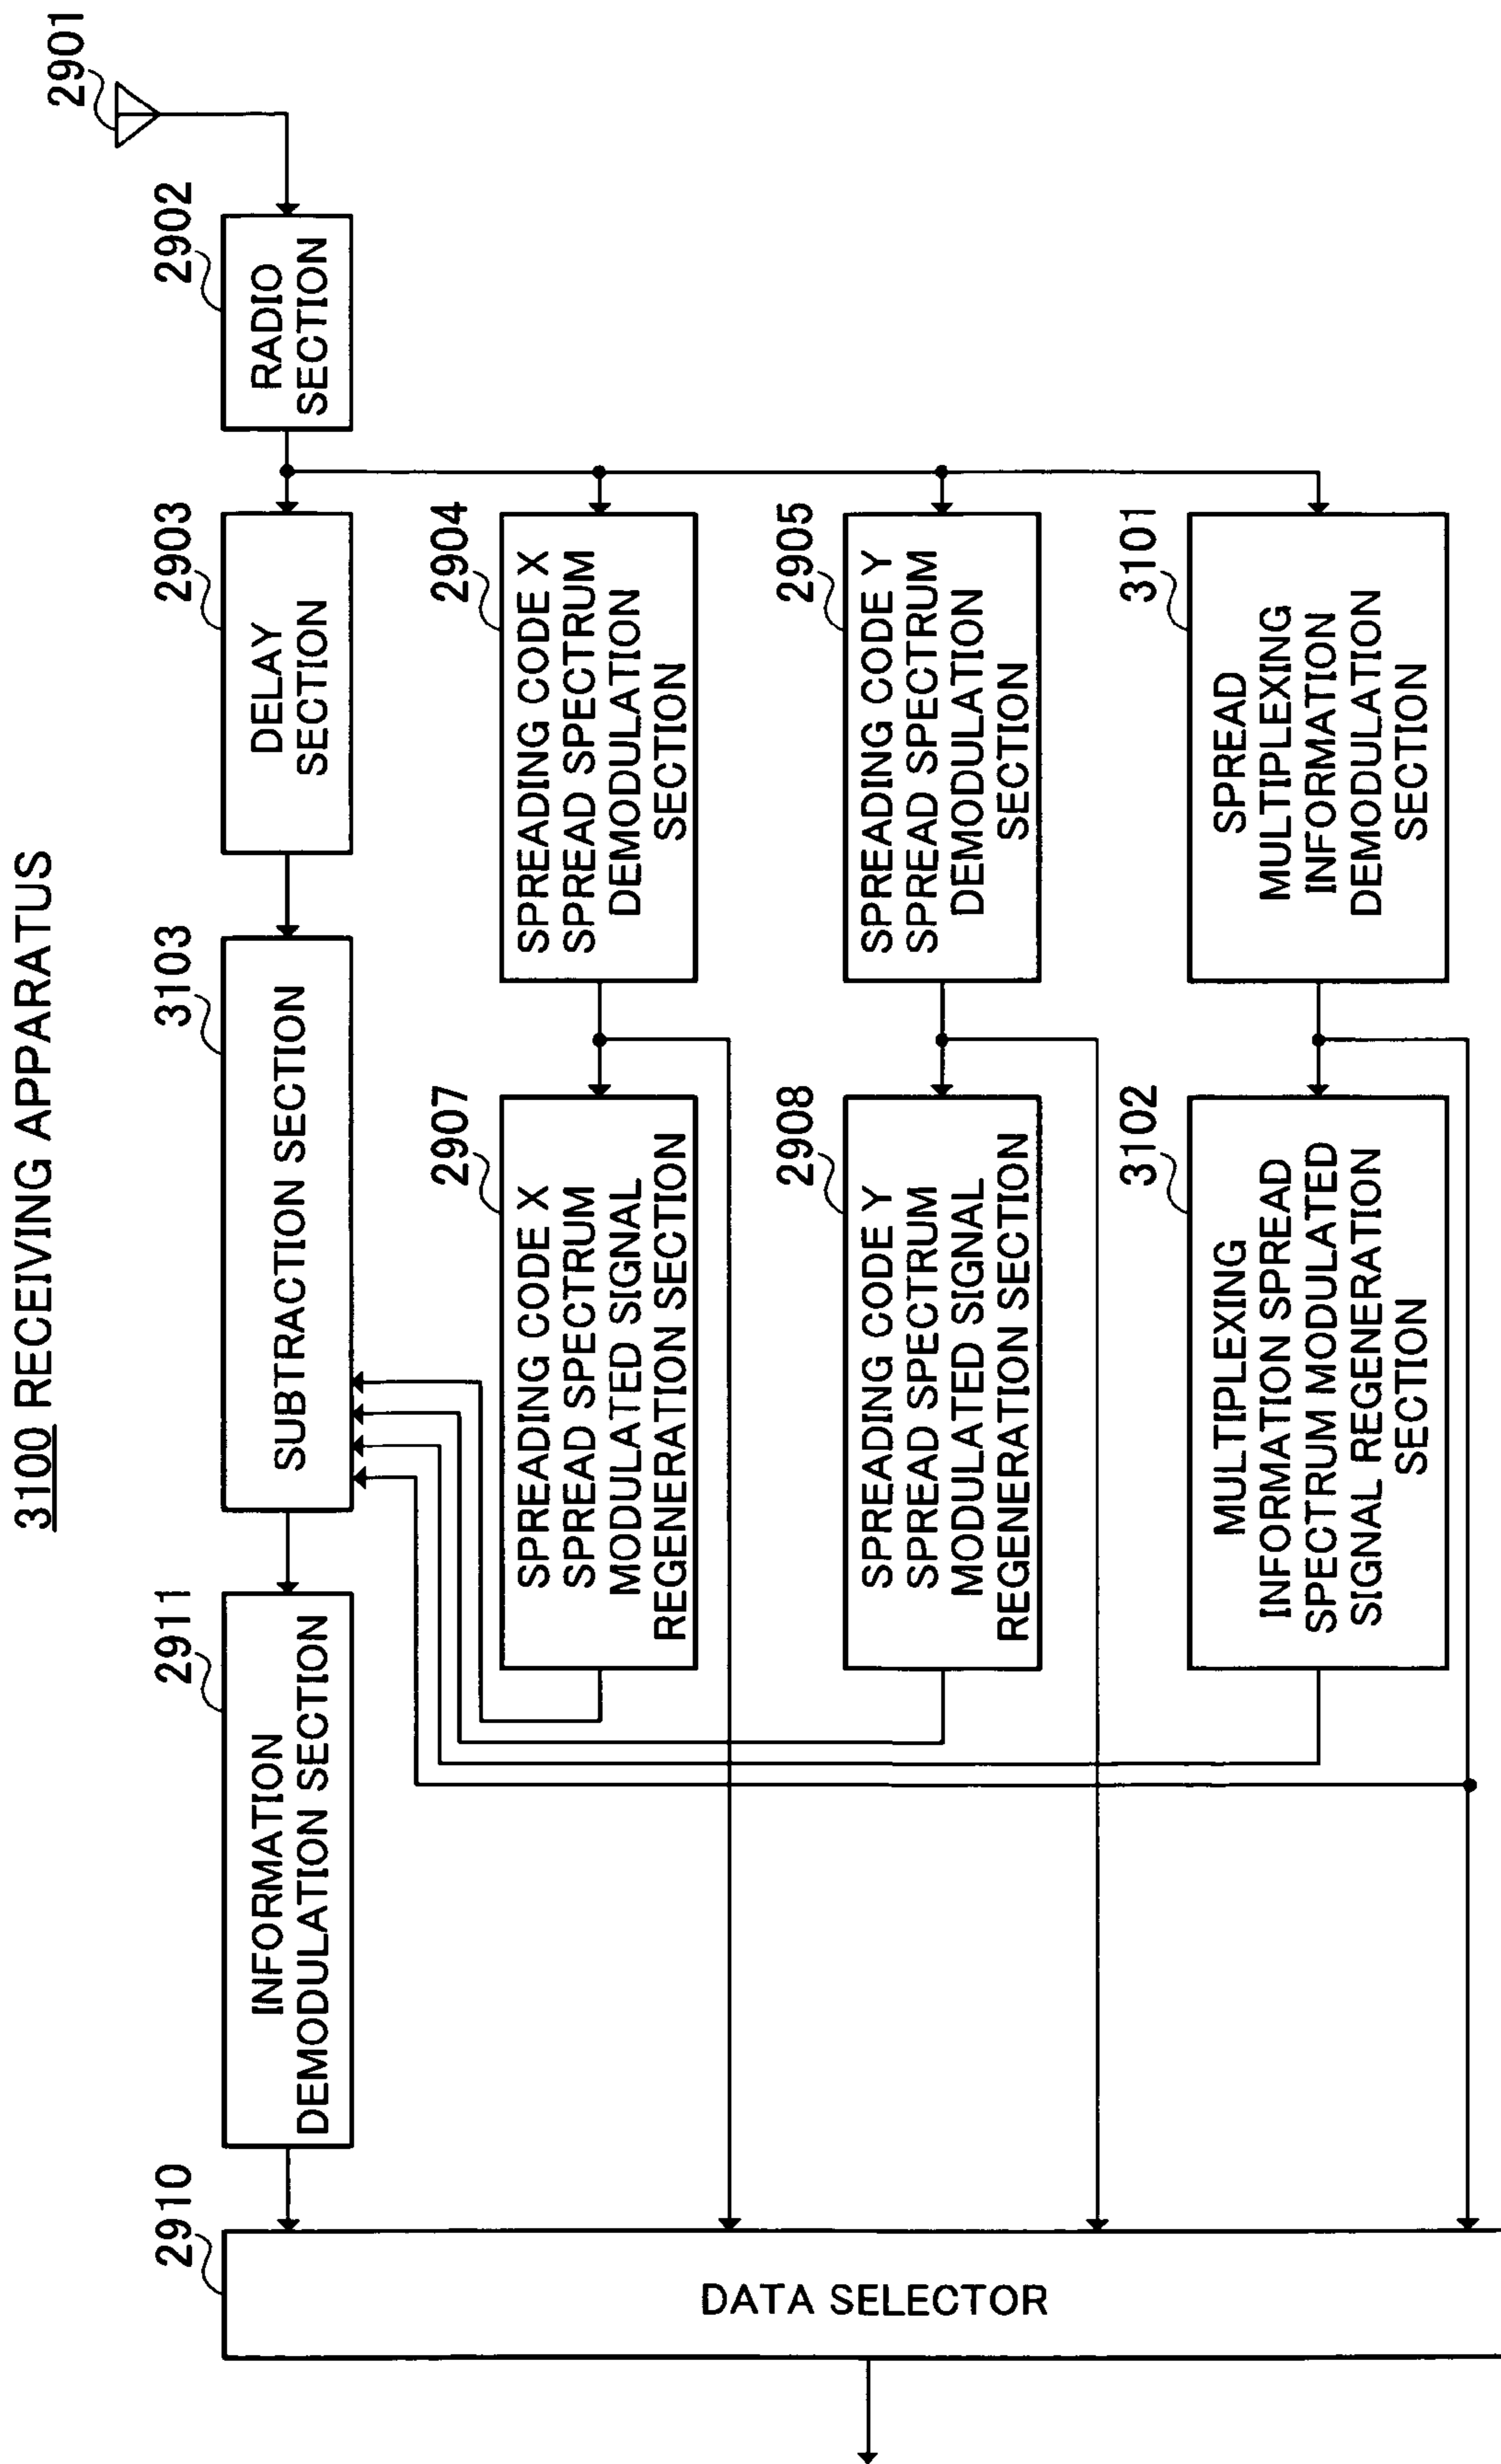 3100 RECEIVING APPARATUS
2901
2902
RADIO
SECTION
2903
DELAY
SECTION
3103
SUBTRACTION SECTION
2911
INFORMATION
DEMODULATION SECTION
2910
DATA SELECTOR
2904
SPREADING CODE X
SPREAD SPECTRUM
DEMODULATION
SECTION
2907
SPREADING CODE X
SPREAD SPECTRUM
MODULATED SIGNAL
REGENERATION SECTION
2905
SPREADING CODE Y
SPREAD SPECTRUM
DEMODULATION
SECTION
2908
SPREADING CODE Y
SPREAD SPECTRUM
MODULATED SIGNAL
REGENERATION SECTION
3101
SPREAD
MULTIPLEXING
INFORMATION
DEMODULATION
SECTION
3102
MULTIPLEXING
INFORMATION SPREAD
SPECTRUM MODULATED
SIGNAL REGENERATION
SECTION